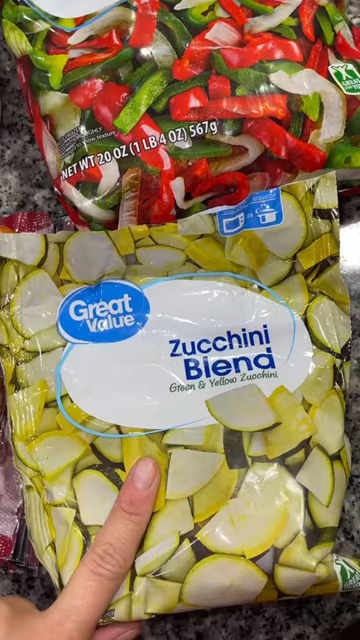 NET WT 20 OZ (1 LB 4 OZ) 567g
Great
Value
Zucchini
Blend
Green & Yellow Zucchini